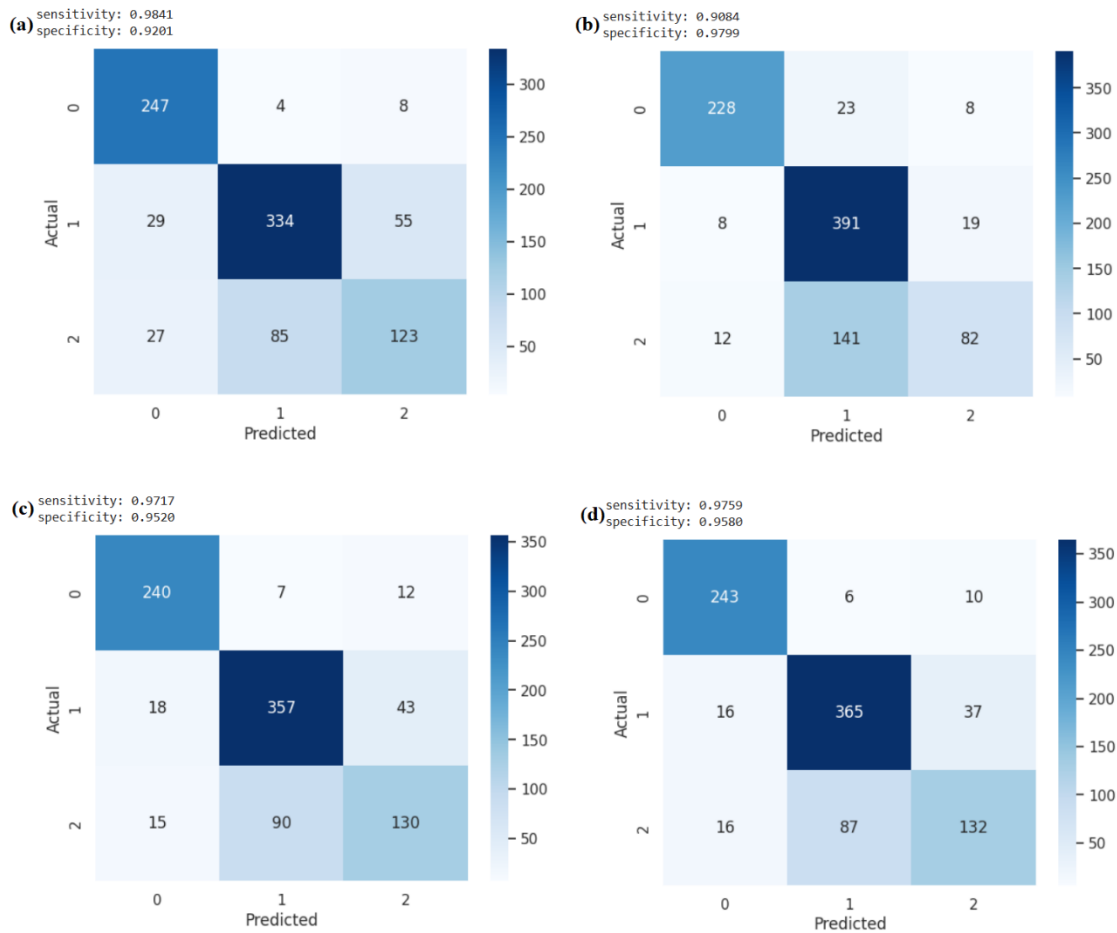 (a) sensitivity: 0.9841
specificity: 0.9201
0 247 4 8
1 29 334 55
2 27 85 123
0 1 2
Actual
Predicted
300
250
200
150
100
50
(b) sensitivity: 0.9084
specificity: 0.9799
0 228 23 8
1 8 391 19
2 12 141 82
0 1 2
Actual
Predicted
350
300
250
200
150
100
50
(c) sensitivity: 0.9717
specificity: 0.9520
0 240 7 12
1 18 357 43
2 15 90 130
0 1 2
Actual
Predicted
350
300
250
200
150
100
50
(d) sensitivity: 0.9759
specificity: 0.9580
0 243 6 10
1 16 365 37
2 16 87 132
0 1 2
Actual
Predicted
350
300
250
200
150
100
50